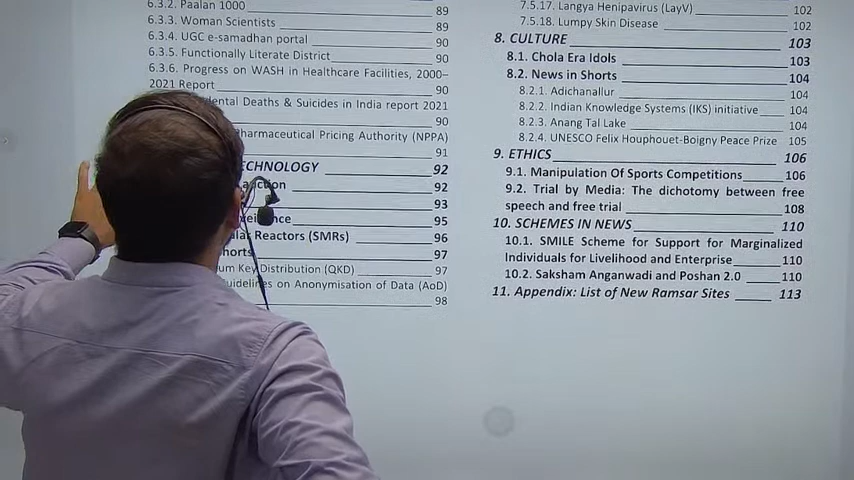 6.3.2. Paalan 1000 89
6.3.3. Woman Scientists 89
6.3.4. UGC e-samadhan portal 90
6.3.5. Functionally Literate District 90
6.3.6. Progress on WASH in Healthcare Facilities, 2000–
2021 Report 90
dental Deaths & Suicides in India report 2021
90
Pharmaceutical Pricing Authority (NPPA)
91
ECHNOLOGY 92
92
93
95
Reactors (SMRs) 96
97
Key Distribution (QKD) 97
on Anonymisation of Data (AoD)
98
7.5.17. Langya Henipavirus (LayV) 102
7.5.18. Lumpy Skin Disease 102
8. CULTURE 103
8.1. Chola Era Idols 103
8.2. News in Shorts 104
8.2.1. Adichanallur 104
8.2.2. Indian Knowledge Systems (IKS) initiative 104
8.2.3. Anang Tal Lake 104
8.2.4. UNESCO Felix Houphouet-Boigny Peace Prize 105
9. ETHICS 106
9.1. Manipulation Of Sports Competitions 106
9.2. Trial by Media: The dichotomy between free
speech and free trial 108
10. SCHEMES IN NEWS 110
10.1. SMILE Scheme for Support for Marginalized
Individuals for Livelihood and Enterprise 110
10.2. Saksham Anganwadi and Poshan 2.0 110
11. Appendix: List of New Ramsar Sites 113